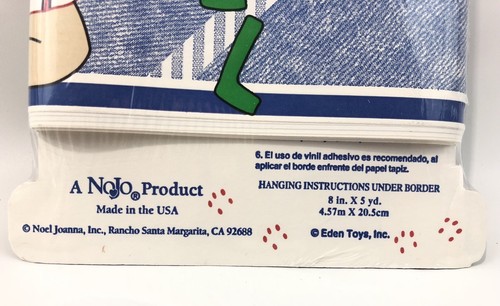 6. El uso de vinil adhesivo es recomendado, al
aplicar el borde enfrente del papel tapiz.
A NoJo® Product
Made in the USA
© Noel Joanna, Inc., Rancho Santa Margarita, CA 92688
HANGING INSTRUCTIONS UNDER BORDER
8 in. X 5 yd.
4.57m X 20.5cm
© Eden Toys, Inc.